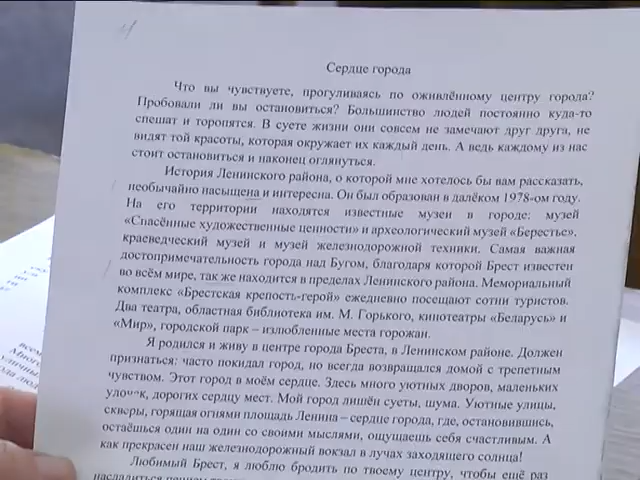 Сердце города
Что вы чувствуете, прогуливаясь по оживлённому центру города?
Пробовали ли вы остановиться? Большинство людей постоянно куда-то
спешат и торопятся. В суете жизни они совсем не замечают друг друга, не
видят той красоты, которая окружает их каждый день. А ведь каждому из нас
стоит остановиться и наконец оглянуться.
История Ленинского района, о которой мне хотелось бы вам рассказать,
необычайно насыщена и интересна. Он был образован в далёком 1978-ом году.
На его территории находятся известные музеи в городе: музей
«Спасённые художественные ценности» и археологический музей «Берестье»,
краеведческий музей и музей железнодорожной техники. Самая важная
достопримечательность города над Бугом, благодаря которой Брест известен
во всём мире, так же находится в пределах Ленинского района. Мемориальный
комплекс «Брестская крепость-герой» ежедневно посещают сотни туристов.
Два театра, областная библиотека им. М. Горького, кинотеатры «Беларусь» и
«Мир», городской парк – излюбленные места горожан.
Я родился и живу в центре города Бреста, в Ленинском районе. Должен
признаться: часто покидал город, но всегда возвращался домой с трепетным
чувством. Этот город в моём сердце. Здесь много уютных дворов, маленьких
улочек, дорогих сердцу мест. Мой город лишён суеты, шума. Уютные улицы,
скверы, горящая огнями площадь Ленина – сердце города, где, остановившись,
остаёшься один на один со своими мыслями, ощущаешь себя счастливым. А
как прекрасен наш железнодорожный вокзал в лучах заходящего солнца!
Любимый Брест, я люблю бродить по твоему центру, чтобы ещё раз
насладиться